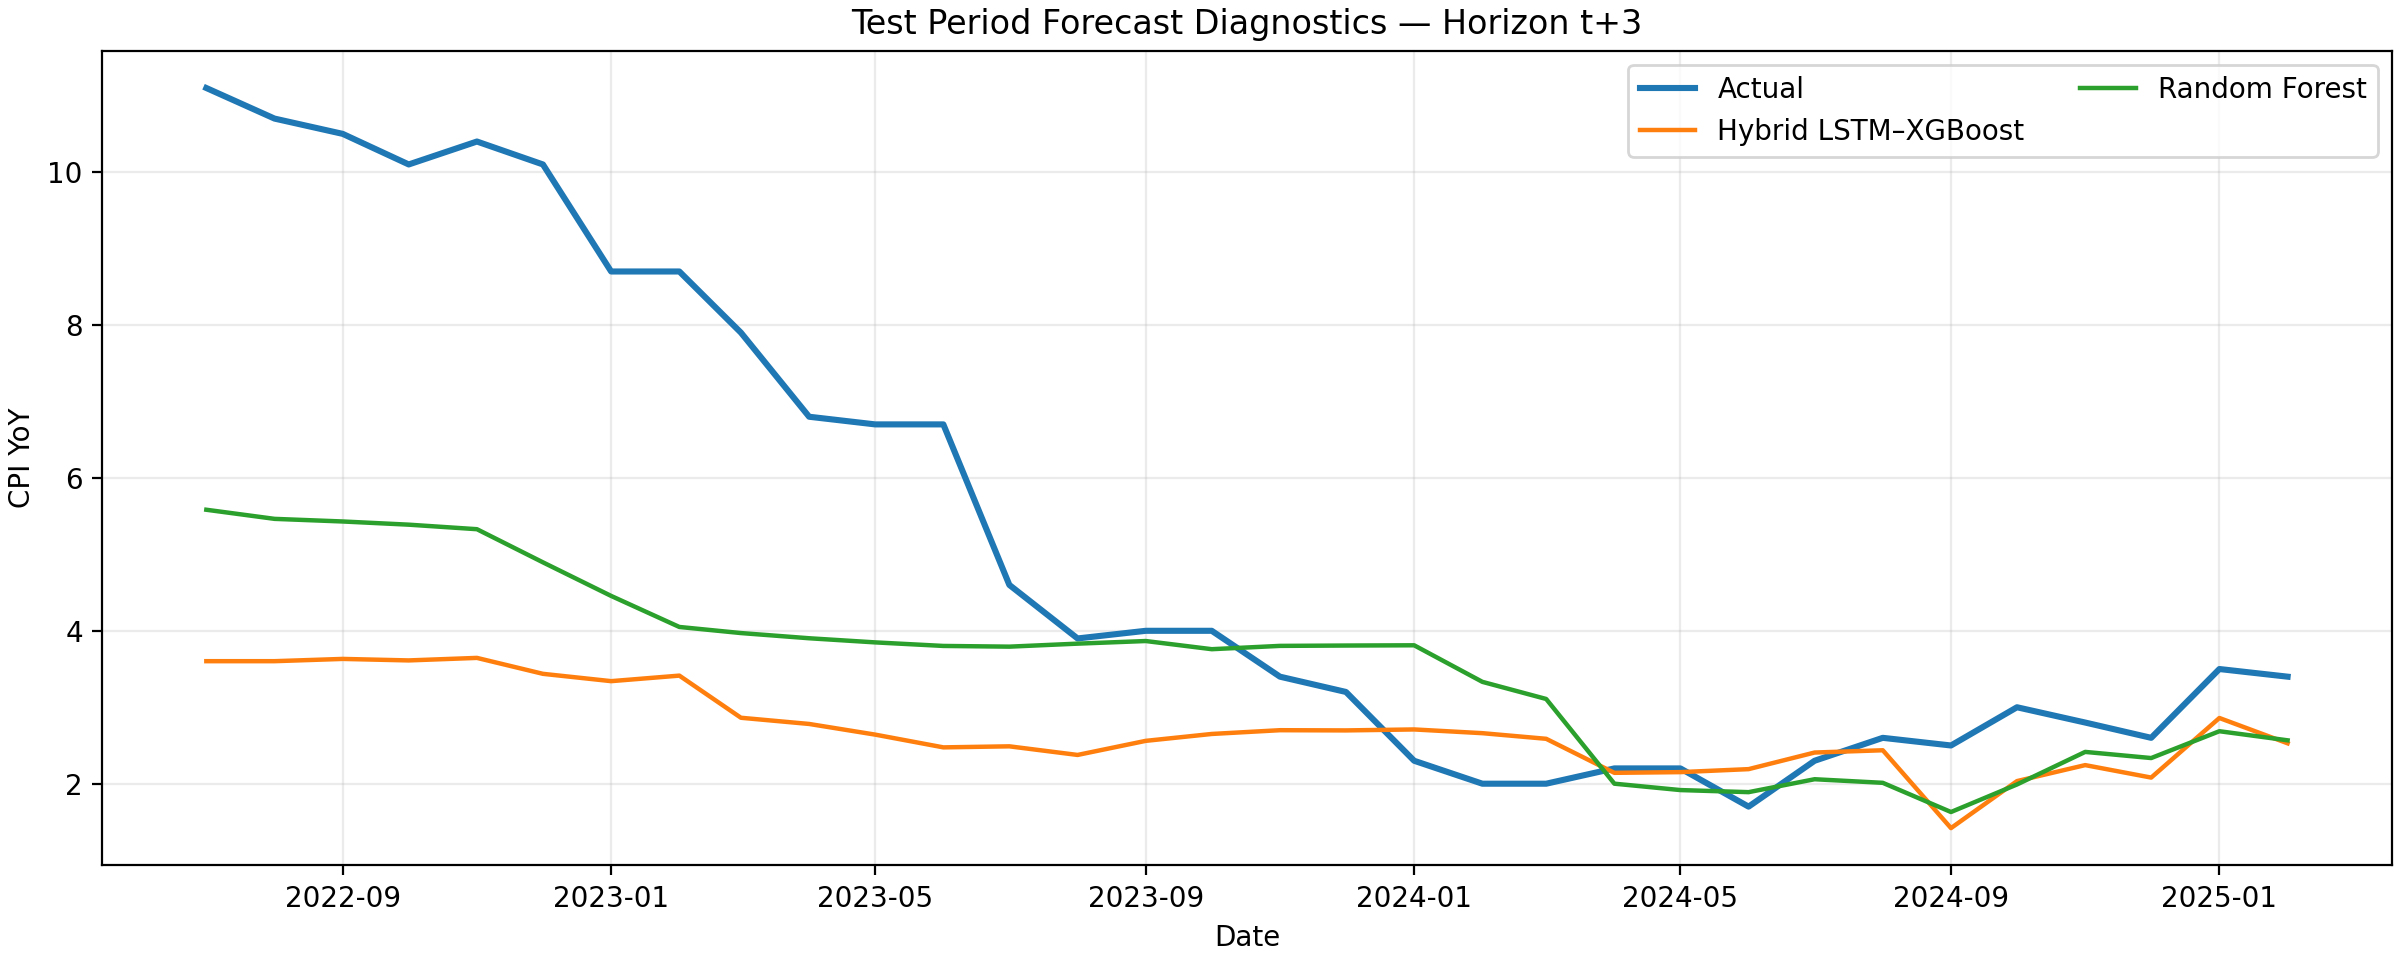 Test Period Forecast Diagnostics — Horizon t+3
Actual
Hybrid LSTM–XGBoost
Random Forest
CPI YoY
10
8
6
4
2
2022-09 2023-01 2023-05 2023-09 2024-01 2024-05 2024-09 2025-01
Date